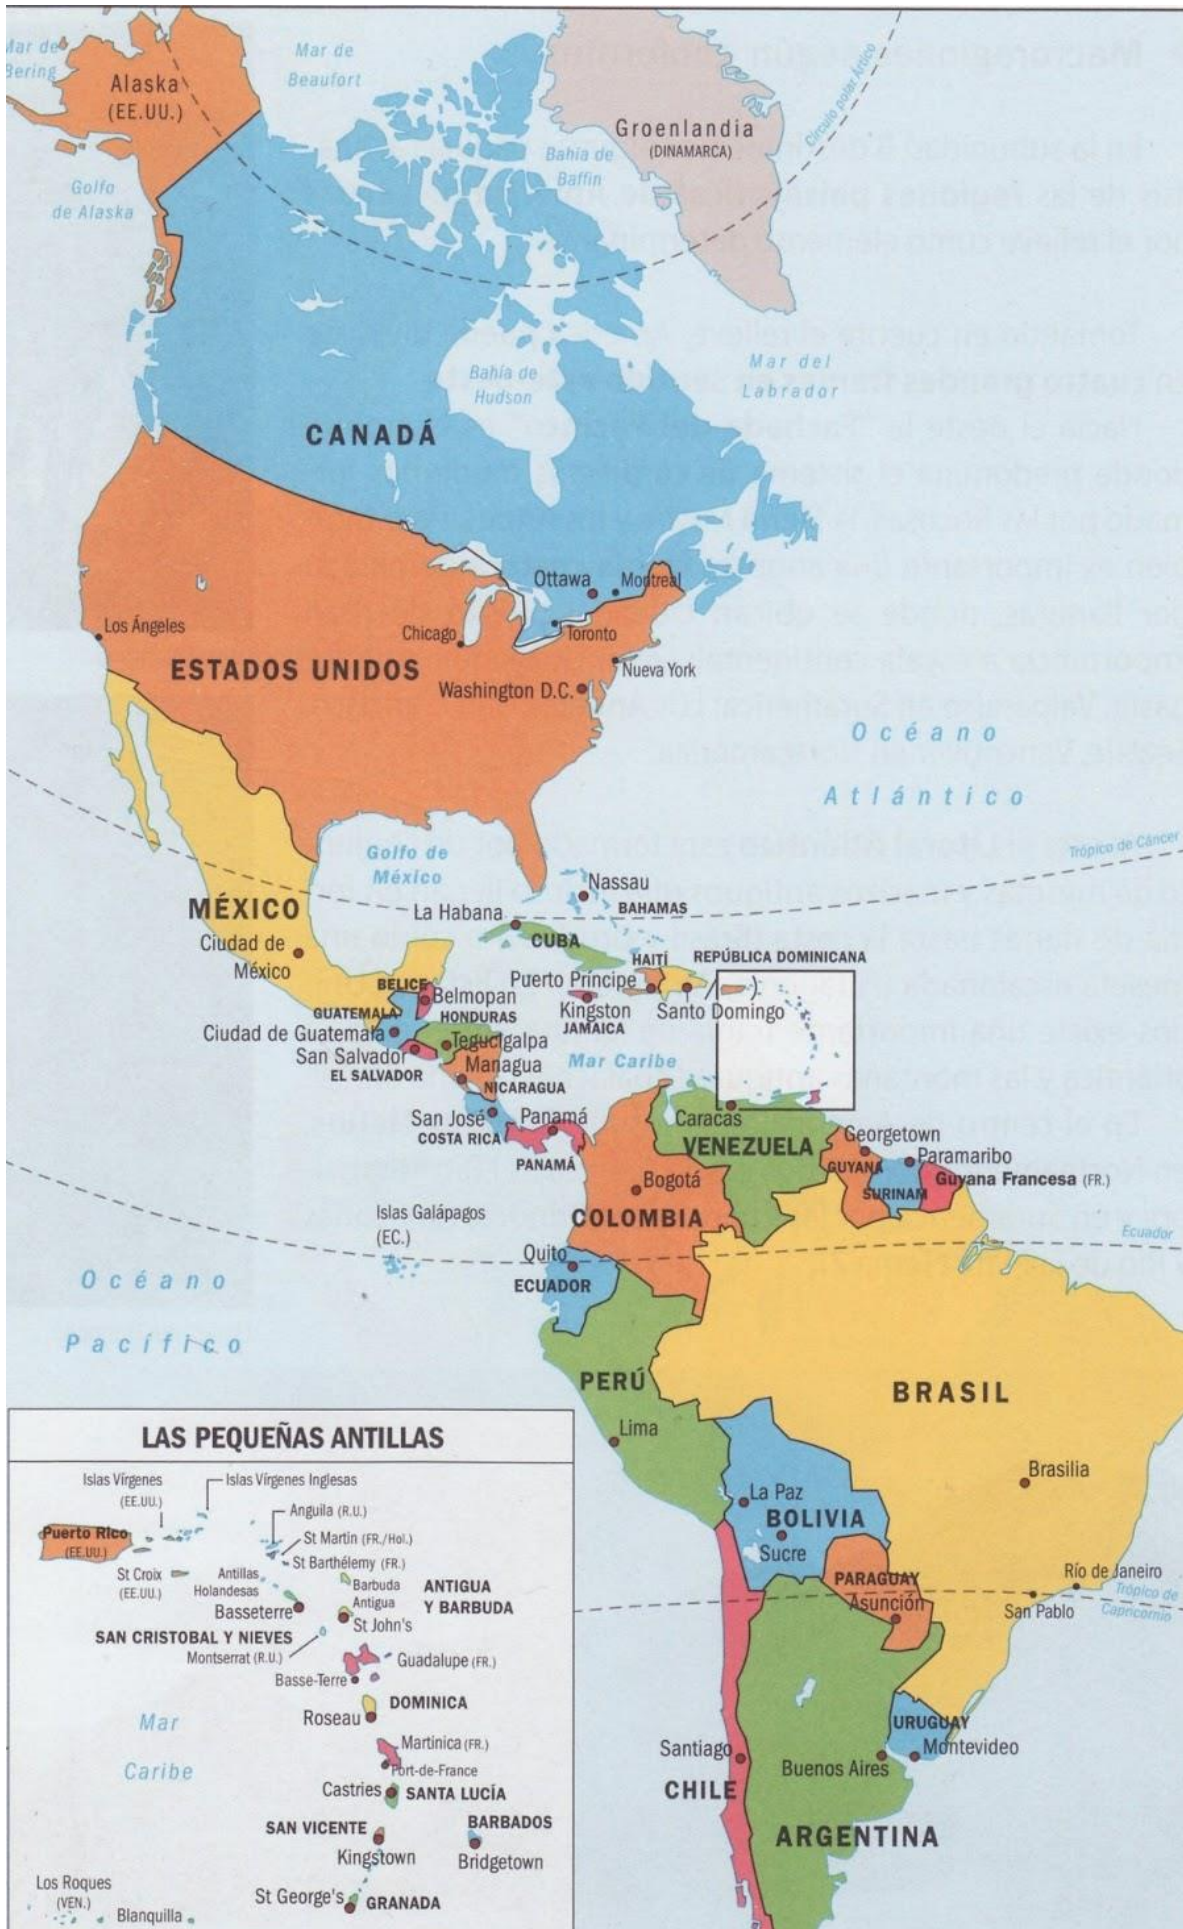 Mar de
Bering
Alaska
(EE.UU.)
Mar de
Beaufort
Groenlandia
(DINAMARCA)
Círculo polar Ártico
Bahía de
Baffin
Golfo
de Alaska
Bahía de
Hudson
Mar del
Labrador
CANADÁ
Ottawa
Montreal
Toronto
Los Ángeles
Chicago
Nueva York
ESTADOS UNIDOS
Washington D.C.
Océano
Atlántico
Golfo de
México
Trópico de Cáncer
Nassau
BAHAMAS
MÉXICO
La Habana
CUBA
Ciudad de
México
HAITÍ
REPÚBLICA DOMINICANA
Puerto Príncipe
Santo Domingo
BELICE
Belmopan
Kingston
JAMAICA
GUATEMALA
HONDURAS
Ciudad de Guatemala
Tegucigalpa
San Salvador
EL SALVADOR
Managua
NICARAGUA
Mar Caribe
San José
COSTA RICA
Panamá
PANAMÁ
Caracas
VENEZUELA
Georgetown
GUYANA
Paramaribo
SURINAM
Guyana Francesa (FR.)
Bogotá
COLOMBIA
Islas Galápagos
(EC.)
Ecuador
Quito
ECUADOR
Océano
Pacífico
PERÚ
BRASIL
Lima
Brasilia
La Paz
BOLIVIA
Sucre
PARAGUAY
Asunción
Río de Janeiro
San Pablo
Trópico de
Capricornio
URUGUAY
Montevideo
Santiago
CHILE
Buenos Aires
ARGENTINA
LAS PEQUEÑAS ANTILLAS
Islas Vírgenes
(EE.UU.)
Islas Vírgenes Inglesas
Anguila (R.U.)
Puerto Rico
(EE.UU.)
St Martin (FR./Hol.)
St Barthélemy (FR.)
St Croix
(EE.UU.)
Antillas
Holandesas
Barbuda
Antigua
ANTIGUA
Y BARBUDA
Basseterre
St John's
SAN CRISTOBAL Y NIEVES
Montserrat (R.U.)
Guadalupe (FR.)
Basse-Terre
DOMINICA
Roseau
Mar
Caribe
Martinica (FR.)
Port-de-France
Castries
SANTA LUCÍA
SAN VICENTE
Kingstown
BARBADOS
Bridgetown
St George's
GRANADA
Los Roques
(VEN.)
Blanquilla